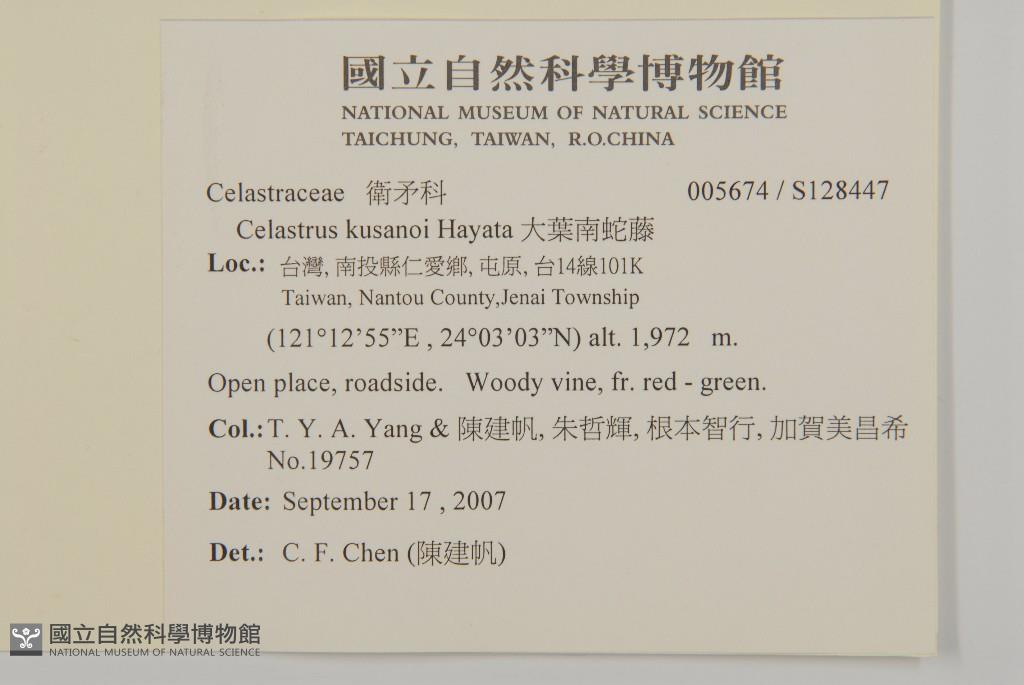 國立自然科學博物館
NATIONAL MUSEUM OF NATURAL SCIENCE
TAICHUNG, TAIWAN, R.O.CHINA
Celastraceae 衛矛科 005674 / S128447
Celastrus kusanoi Hayata 大葉南蛇藤
Loc.: 台灣, 南投縣仁愛鄉, 屯原, 台14線101K
Taiwan, Nantou County,Jenai Township
(121°12’55”E , 24°03’03”N) alt. 1,972 m.
Open place, roadside. Woody vine, fr. red - green.
Col.: T. Y. A. Yang & 陳建帆, 朱哲輝, 根本智行, 加賀美昌希
No.19757
Date: September 17 , 2007
Det.: C. F. Chen (陳建帆)
國立自然科學博物館
NATIONAL MUSEUM OF NATURAL SCIENCE